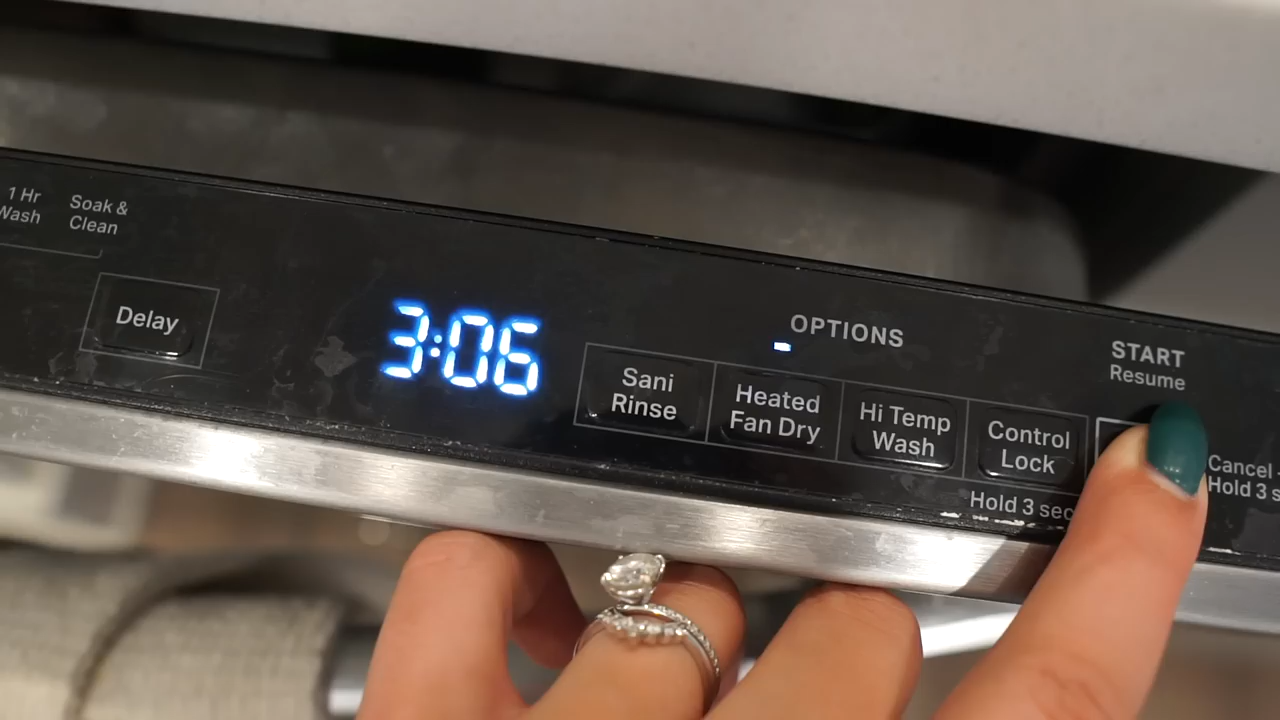 1 Hr
Wash
Soak &
Clean
Delay
3:06
OPTIONS
Sani
Rinse
Heated
Fan Dry
Hi Temp
Wash
Control
Lock
Hold 3 sec
START
Resume
Cancel
Hold 3 s